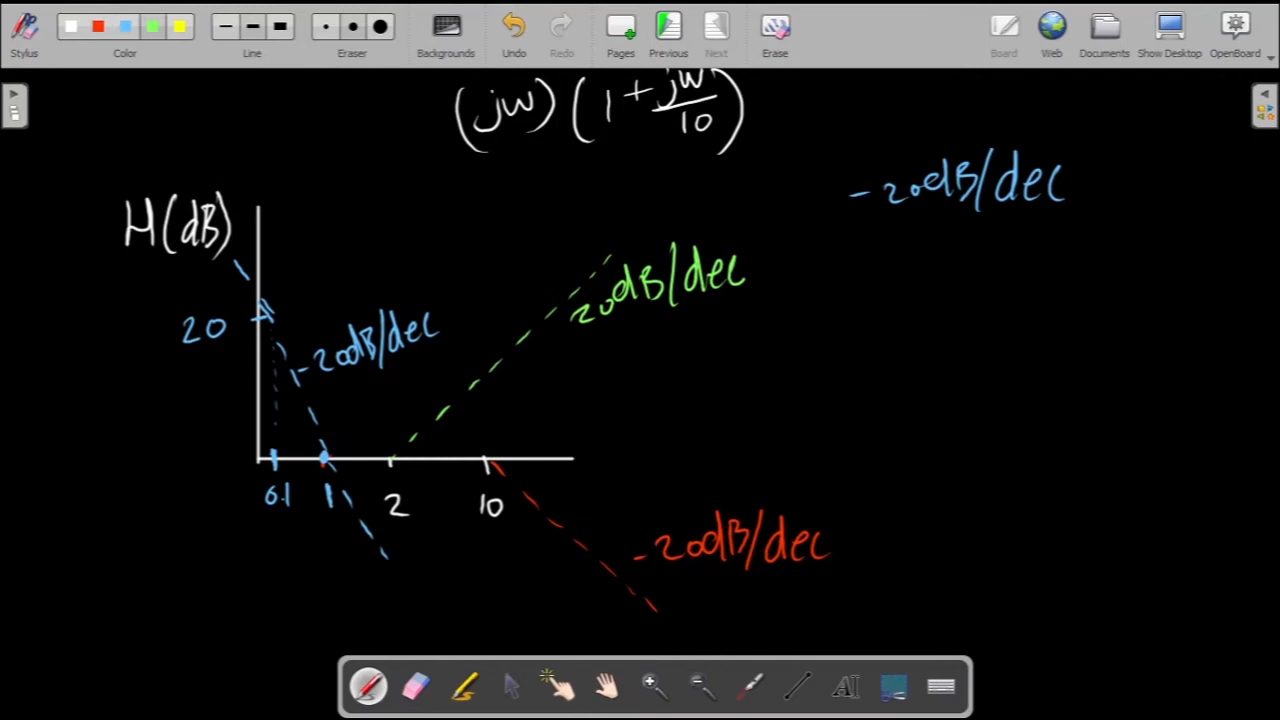 Stylus Color Line Eraser Backgrounds Undo Redo Pages Previous Next Erase Board Web Documents Show Desktop OpenBoard
(jw) (1 + jw/10)
-20dB/dec
H(dB)
20dB/dec
20
-20dB/dec
0.1 1 2 10
-20dB/dec
AI